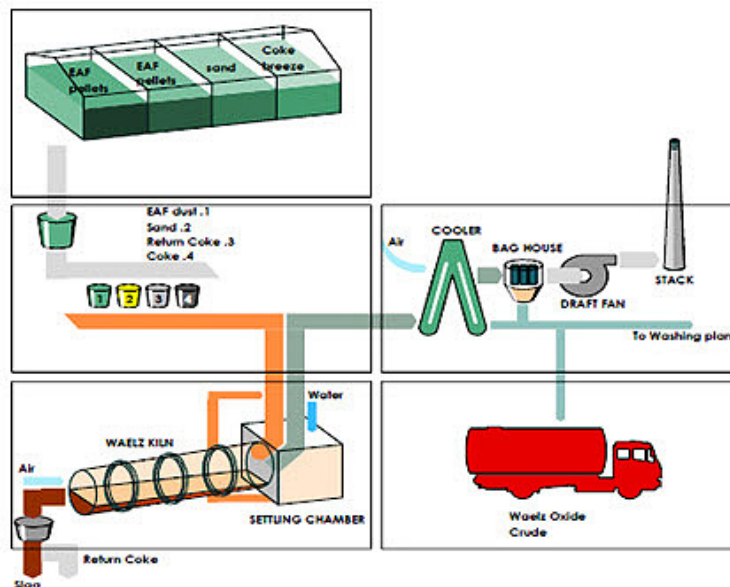 EAF
pellets
EAF
pellets
sand
Coke
breeze
EAF dust .1
Sand .2
Return Coke .3
Coke .4
1
2
3
4
COOLER
Air
BAG HOUSE
DRAFT FAN
STACK
To Washing plan
Water
WAELZ KILN
Air
SETTLING CHAMBER
Return Coke
Slag
Waelz Oxide
Crude